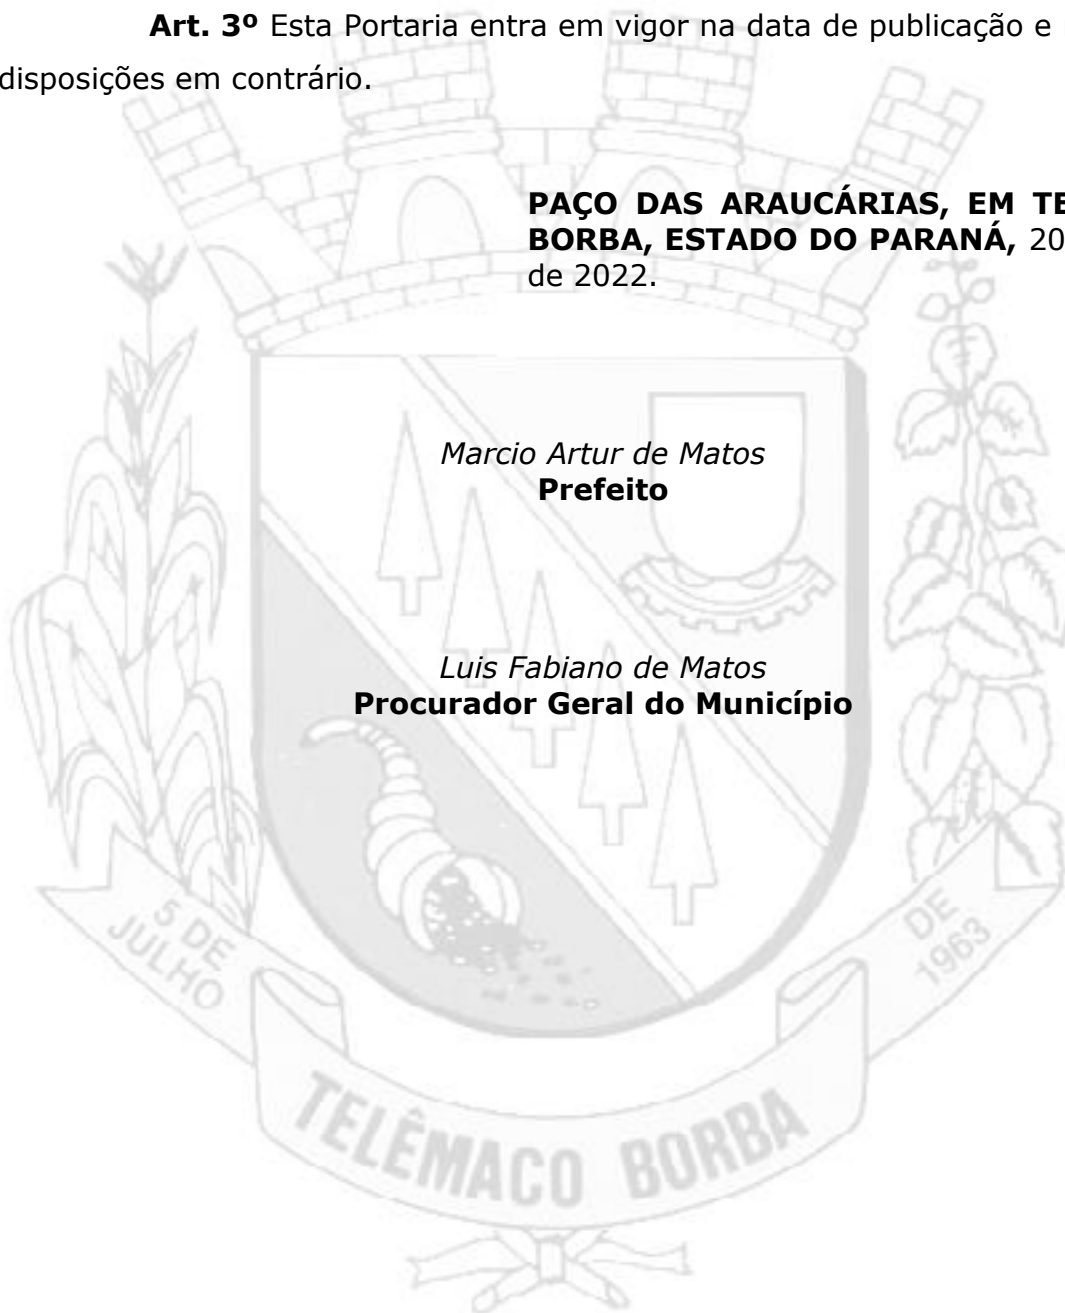 Art. 3º Esta Portaria entra em vigor na data de publicação e
disposições em contrário.
PAÇO DAS ARAUCÁRIAS, EM TE
BORBA, ESTADO DO PARANÁ, 20
de 2022.
Marcio Artur de Matos
Prefeito
Luis Fabiano de Matos
Procurador Geral do Município
5 DE
JULHO
DE
1963
TELÊMACO BORBA